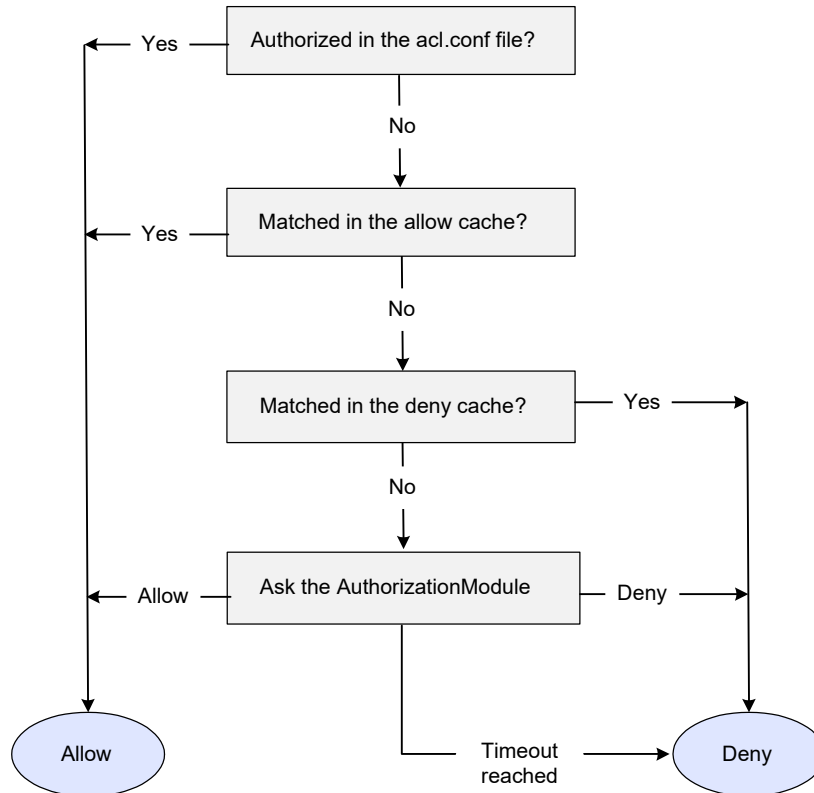 Authorized in the acl.conf file?
Yes
No
Matched in the allow cache?
Yes
No
Matched in the deny cache?
Yes
No
Ask the AuthorizationModule
Allow
Deny
Allow
Timeout
reached
Deny